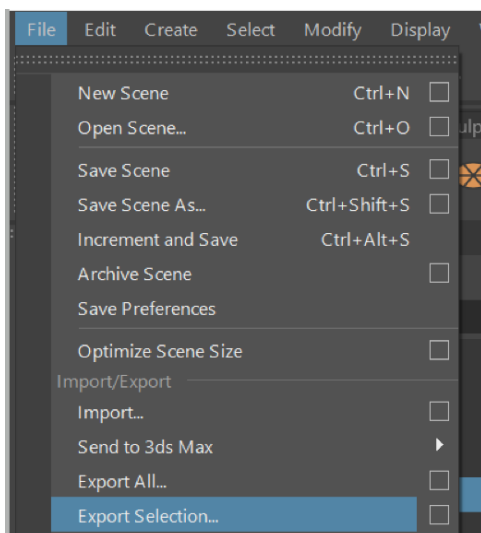 File Edit Create Select Modify Display
New Scene Ctrl+N
Open Scene... Ctrl+O
Save Scene Ctrl+S
Save Scene As... Ctrl+Shift+S
Increment and Save Ctrl+Alt+S
Archive Scene
Save Preferences
Optimize Scene Size
Import/Export
Import...
Send to 3ds Max
Export All...
Export Selection...